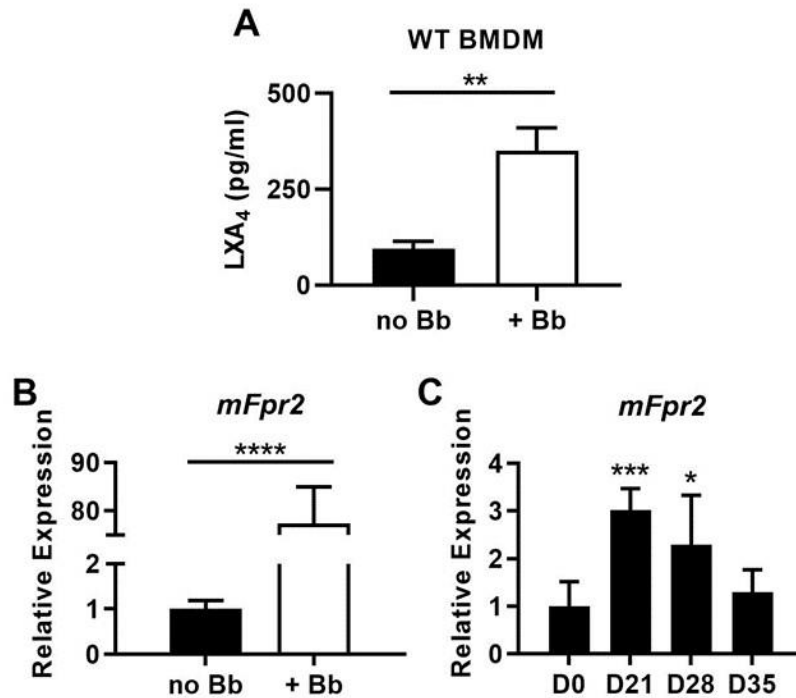 A
WT BMDM
**
LXA₄ (pg/ml)
500
250
0
no Bb
+ Bb
B
mFpr2
****
Relative Expression
90
80
2
1
0
no Bb
+ Bb
C
mFpr2
***
*
Relative Expression
4
3
2
1
0
D0 D21 D28 D35